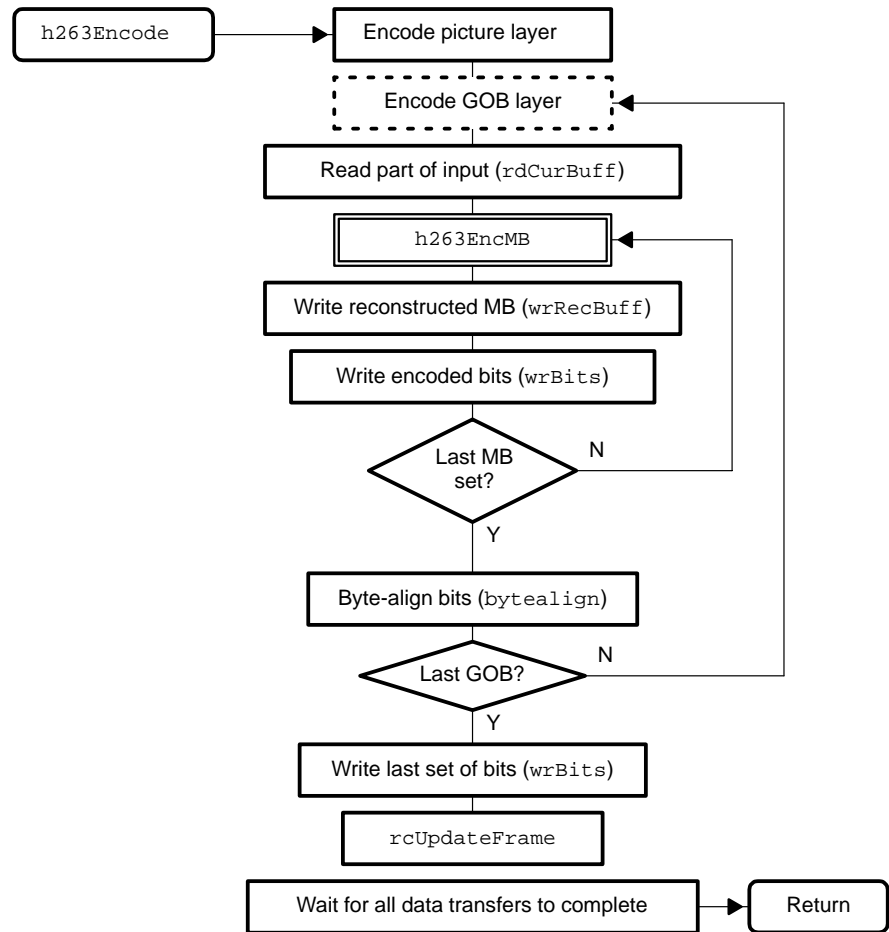 h263Encode
Encode picture layer
Encode GOB layer
Read part of input (rdCurBuff)
h263EncMB
Write reconstructed MB (wrRecBuff)
Write encoded bits (wrBits)
Last MB
set?
N
Y
Byte-align bits (bytealign)
Last GOB?
N
Y
Write last set of bits (wrBits)
rcUpdateFrame
Wait for all data transfers to complete
Return